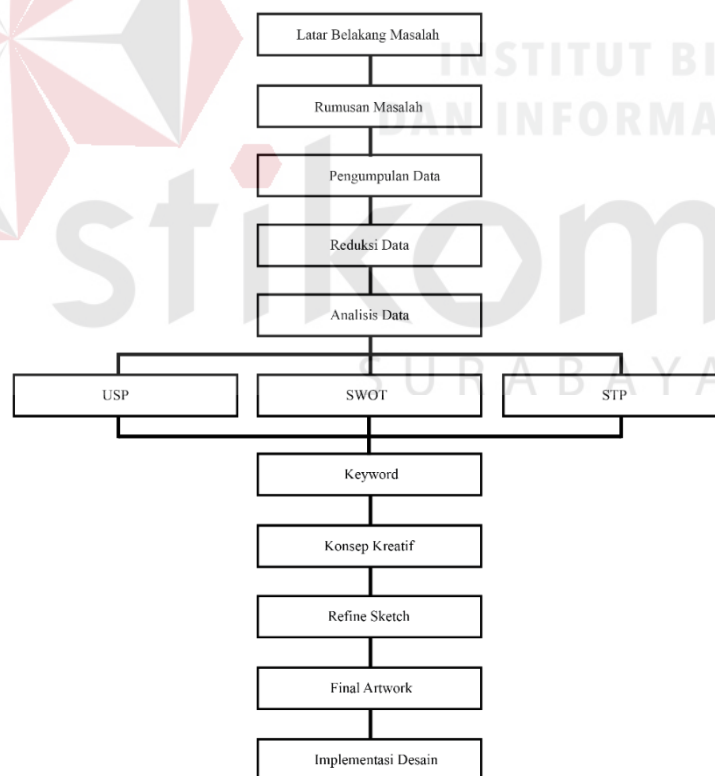 INSTITUT BI
DAN INFORMA
stikom
SURABAYA
Latar Belakang Masalah
Rumusan Masalah
Pengumpulan Data
Reduksi Data
Analisis Data
USP
SWOT
STP
Keyword
Konsep Kreatif
Refine Sketch
Final Artwork
Implementasi Desain